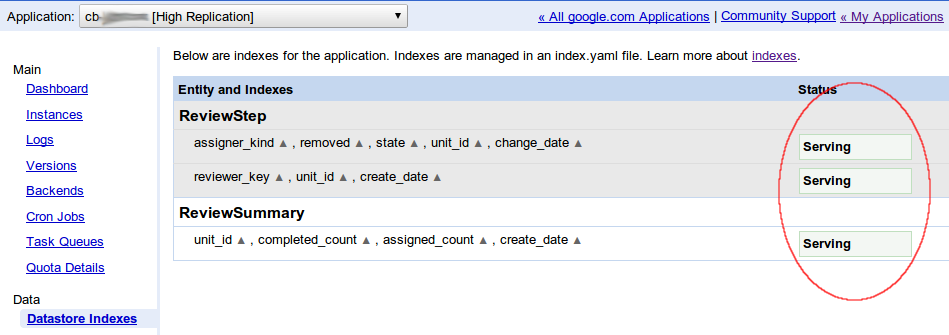 Application: cb- [High Replication] « All google.com Applications | Community Support « My Applications
Below are indexes for the application. Indexes are managed in an index.yaml file. Learn more about indexes.
Main
Dashboard
Instances
Logs
Versions
Backends
Cron Jobs
Task Queues
Quota Details
Data
Datastore Indexes
Entity and Indexes Status
ReviewStep
assigner_kind ▲ , removed ▲ , state ▲ , unit_id ▲ , change_date ▲ Serving
reviewer_key ▲ , unit_id ▲ , create_date ▲ Serving
ReviewSummary
unit_id ▲ , completed_count ▲ , assigned_count ▲ , create_date ▲ Serving